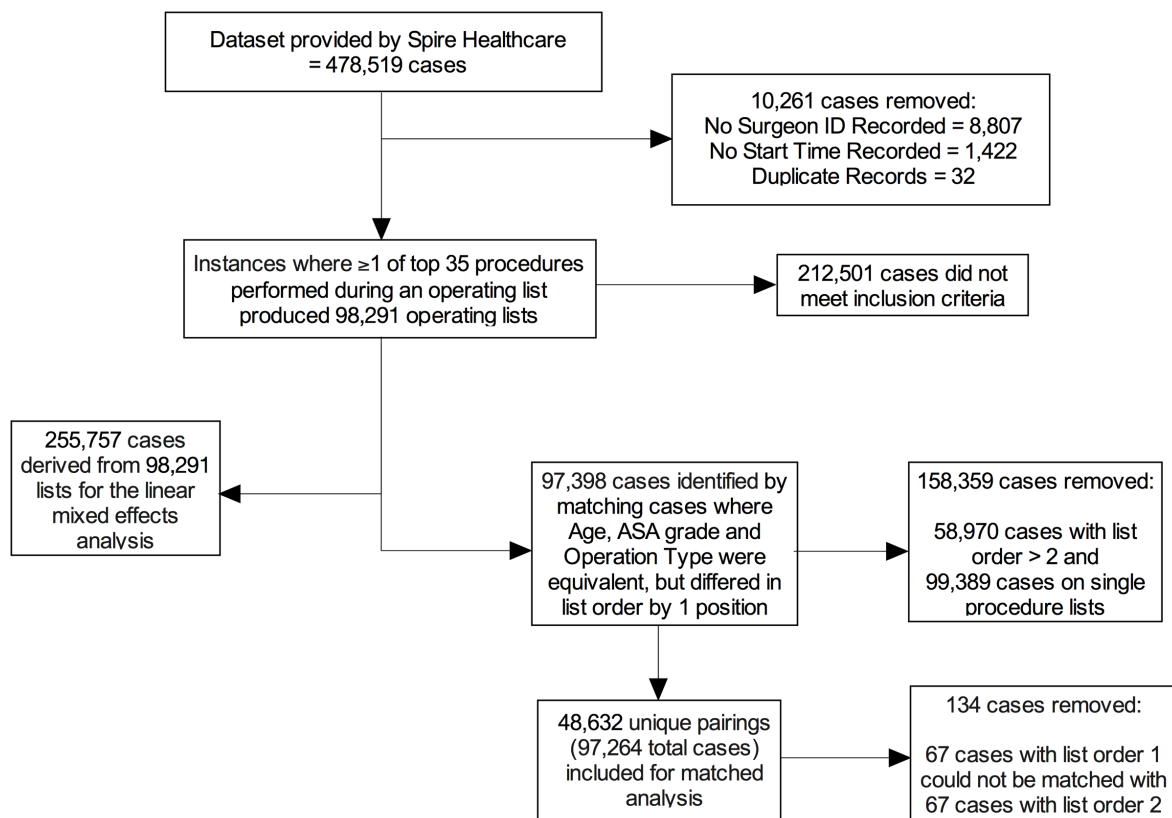 Dataset provided by Spire Healthcare
= 478,519 cases
10,261 cases removed:
No Surgeon ID Recorded = 8,807
No Start Time Recorded = 1,422
Duplicate Records = 32
Instances where ≥1 of top 35 procedures
performed during an operating list
produced 98,291 operating lists
212,501 cases did not
meet inclusion criteria
255,757 cases
derived from 98,291
lists for the linear
mixed effects
analysis
97,398 cases identified by
matching cases where
Age, ASA grade and
Operation Type were
equivalent, but differed in
list order by 1 position
158,359 cases removed:
58,970 cases with list
order > 2 and
99,389 cases on single
procedure lists
48,632 unique pairings
(97,264 total cases)
included for matched
analysis
134 cases removed:
67 cases with list order 1
could not be matched with
67 cases with list order 2